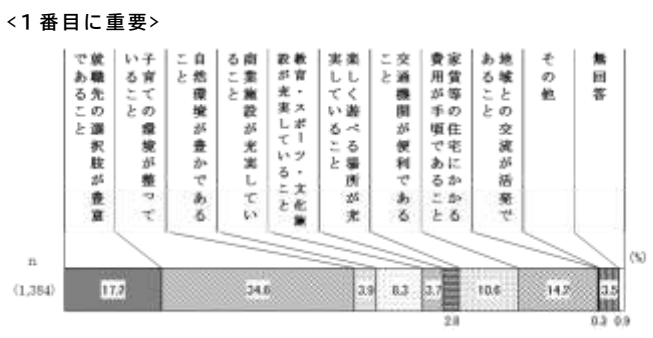 <1番目に重要>
就職先の選択肢が豊富
であること
子育ての環境が整って
いること
自然環境が豊かである
こと
商業施設が充実してい
ること
教育・スポーツ・文化施
設が充実していること
楽しく遊べる場所が充
実していること
交通機関が便利である
こと
家賃等の住宅にかかる
費用が手頃であること
地域との交流が活発で
あること
その他
無回答
n
(%)
(1,384)
17.2
34.6
3.9
8.3
3.7
2.8
10.6
14.2
3.5
0.3
0.9